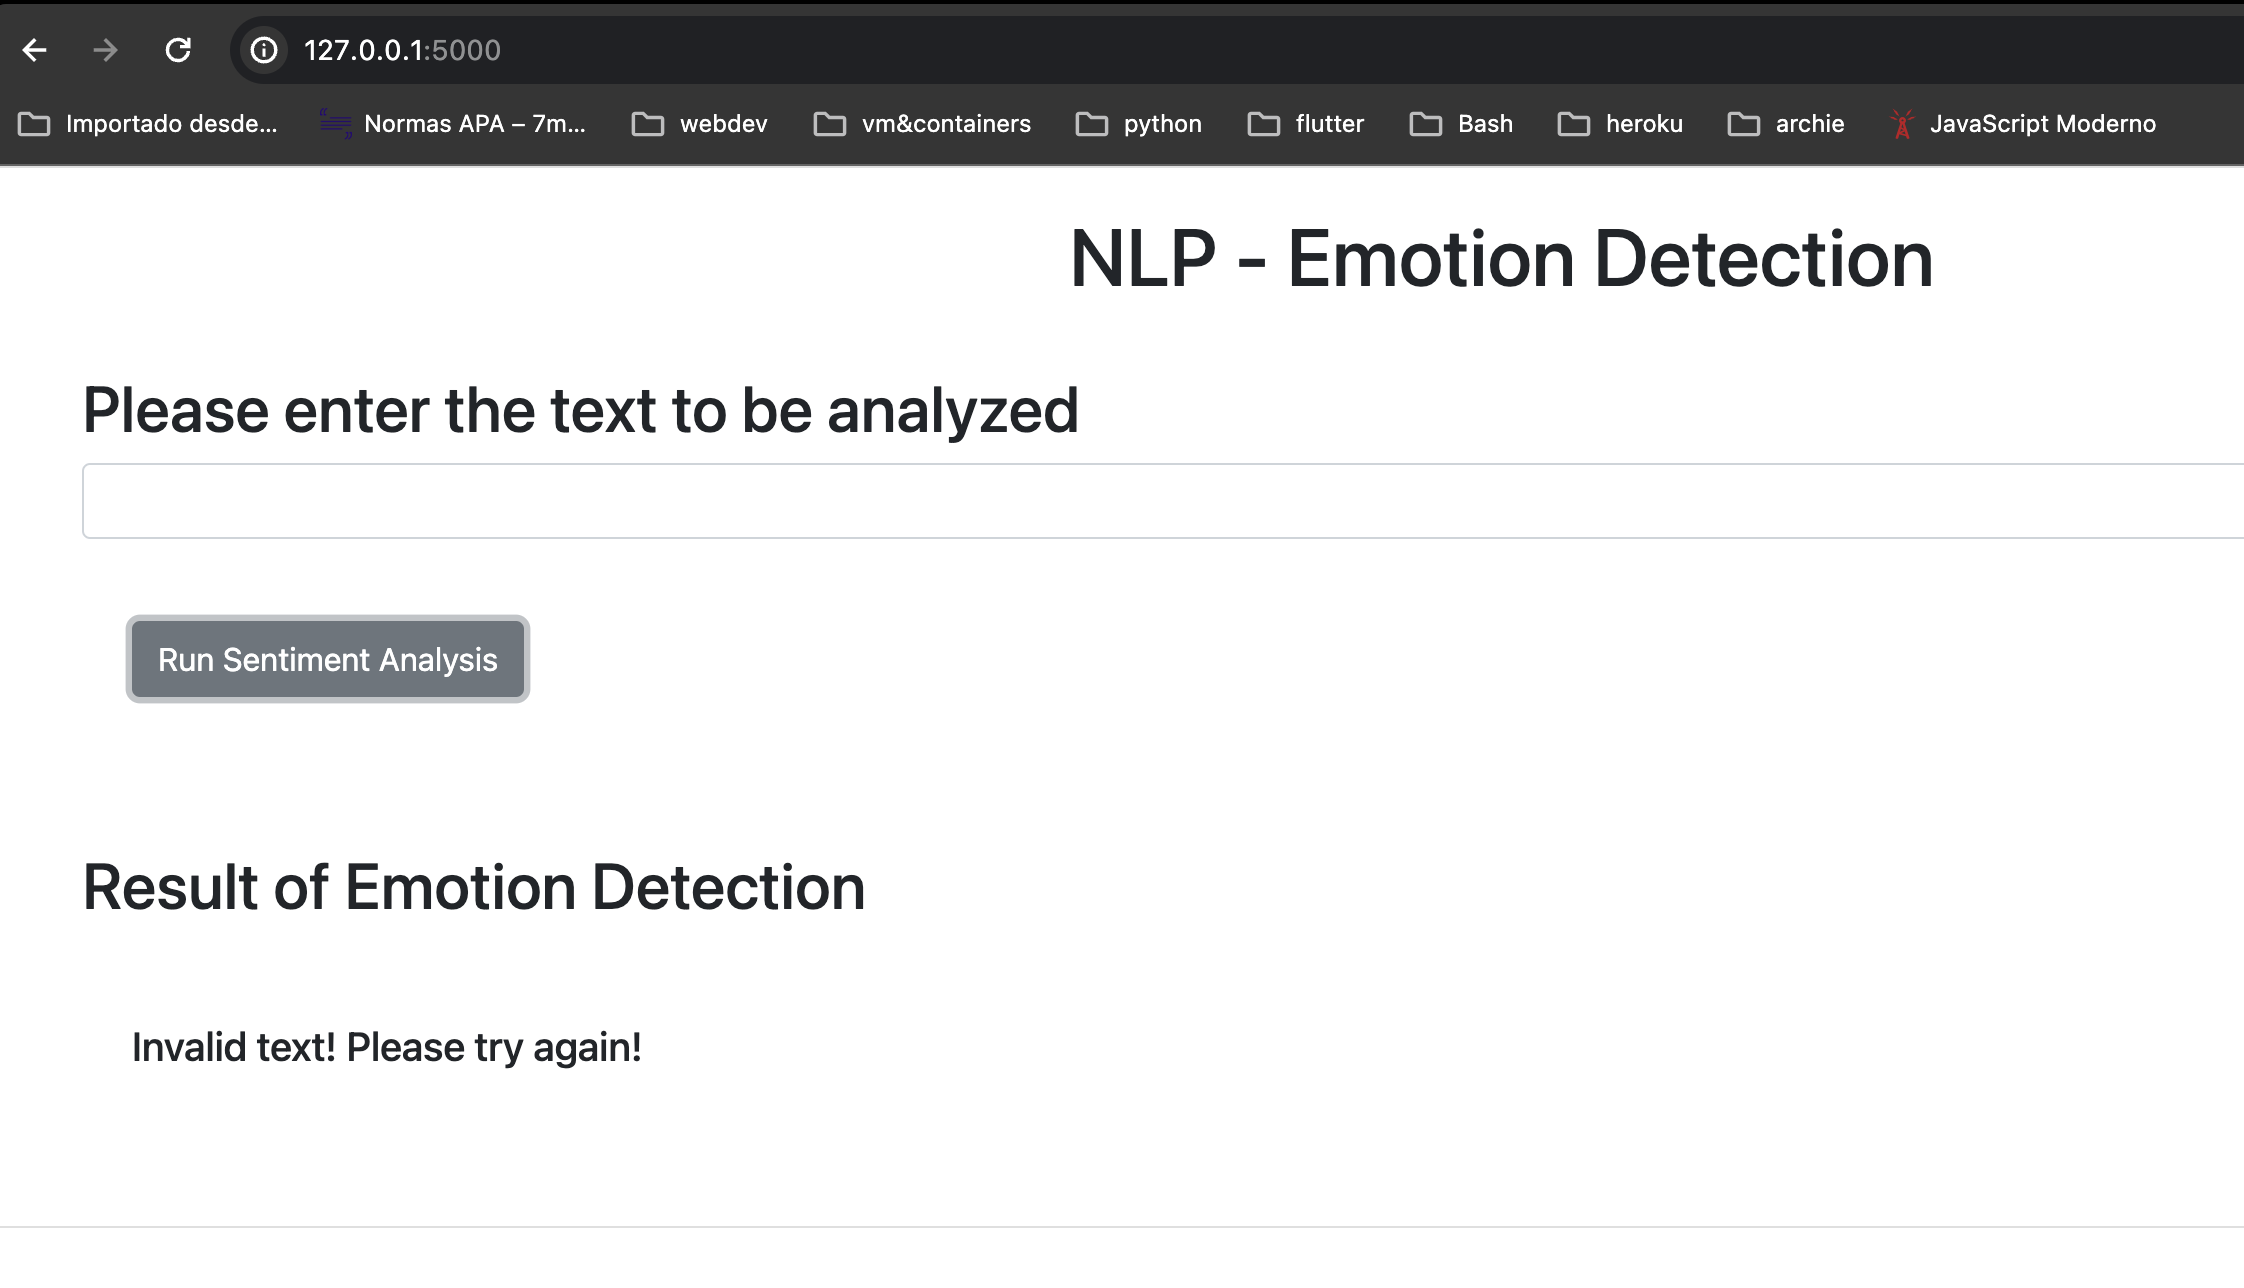 127.0.0.1:5000
Importado desde... Normas APA – 7m... webdev vm&containers python flutter Bash heroku archie JavaScript Moderno
NLP - Emotion Detection
Please enter the text to be analyzed
Run Sentiment Analysis
Result of Emotion Detection
Invalid text! Please try again!